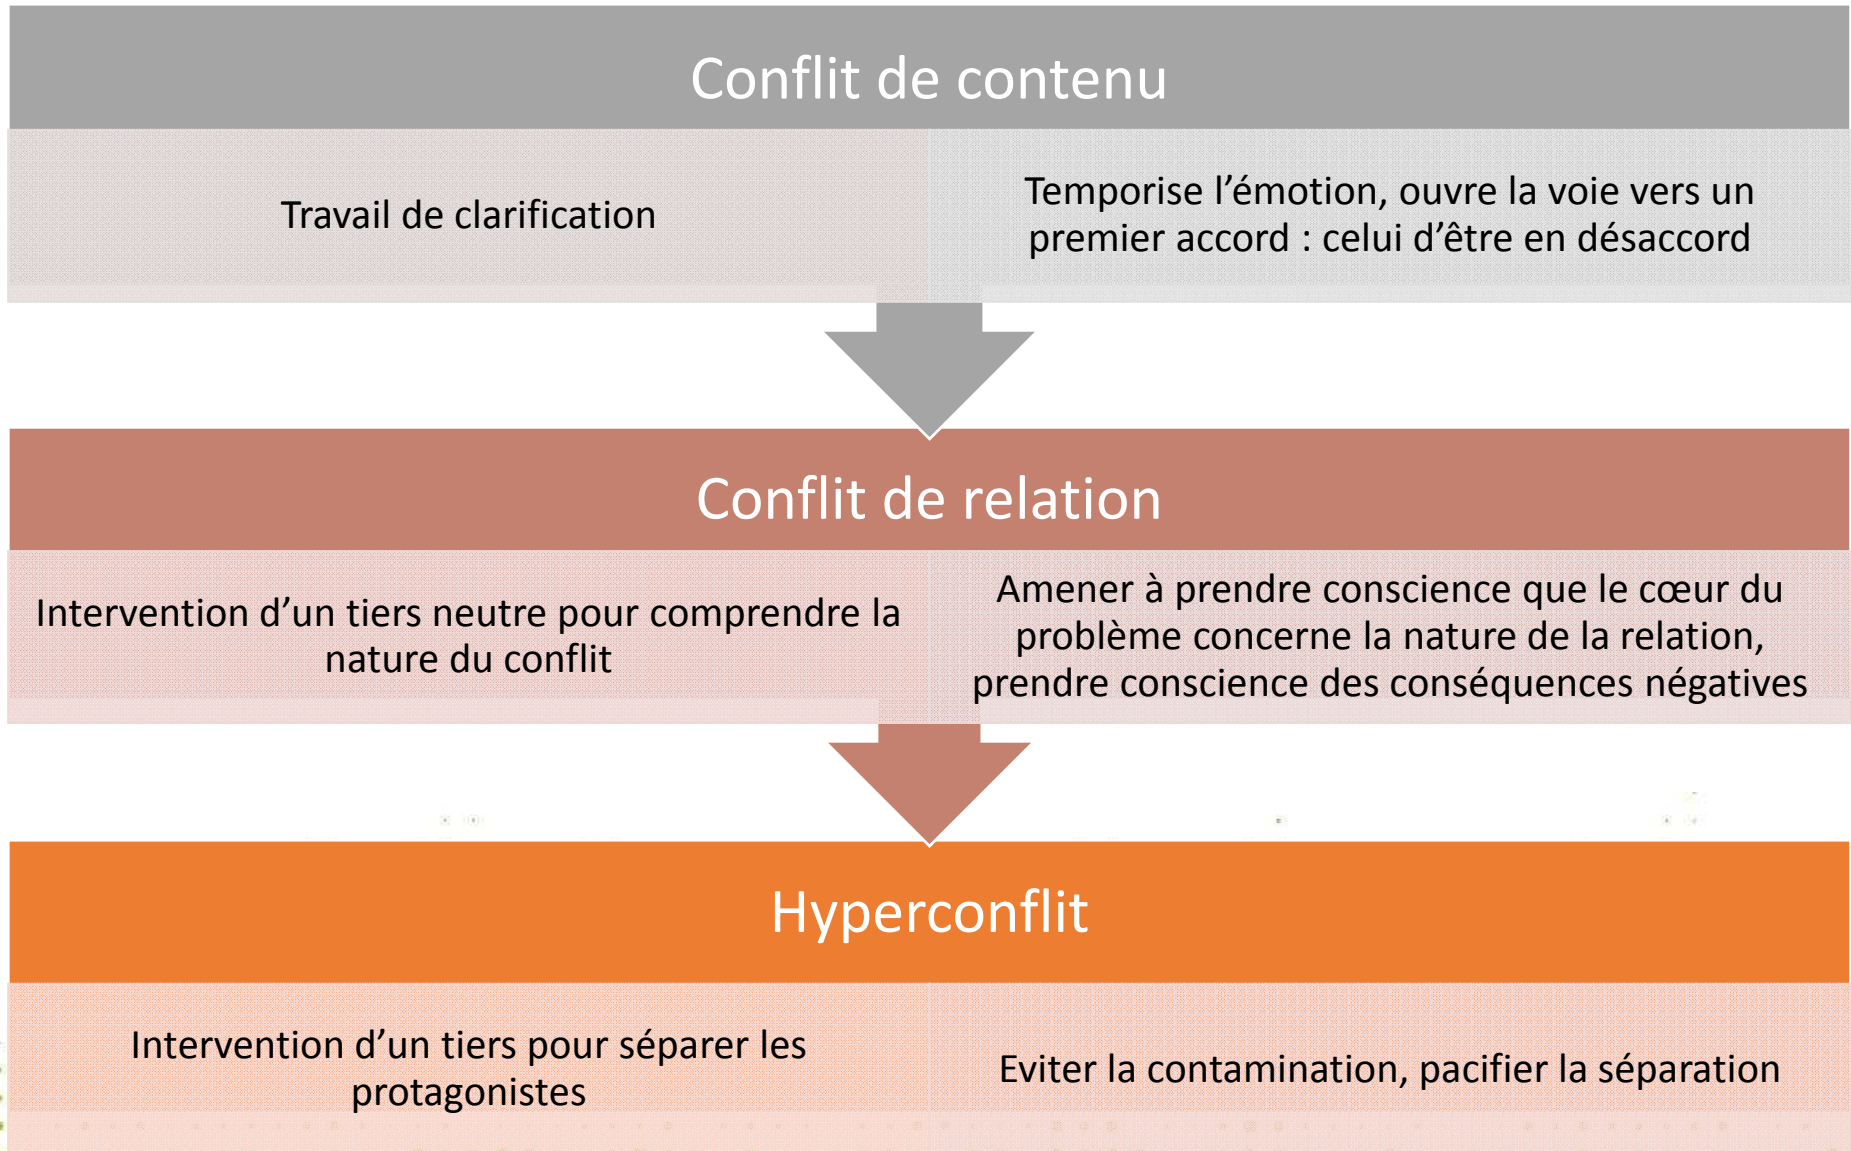 Conflit de contenu
Travail de clarification
Temporise l’émotion, ouvre la voie vers un
premier accord : celui d’être en désaccord
Conflit de relation
Intervention d’un tiers neutre pour comprendre la
nature du conflit
Amener à prendre conscience que le cœur du
problème concerne la nature de la relation,
prendre conscience des conséquences négatives
Hyperconflit
Intervention d’un tiers pour séparer les
protagonistes
Eviter la contamination, pacifier la séparation